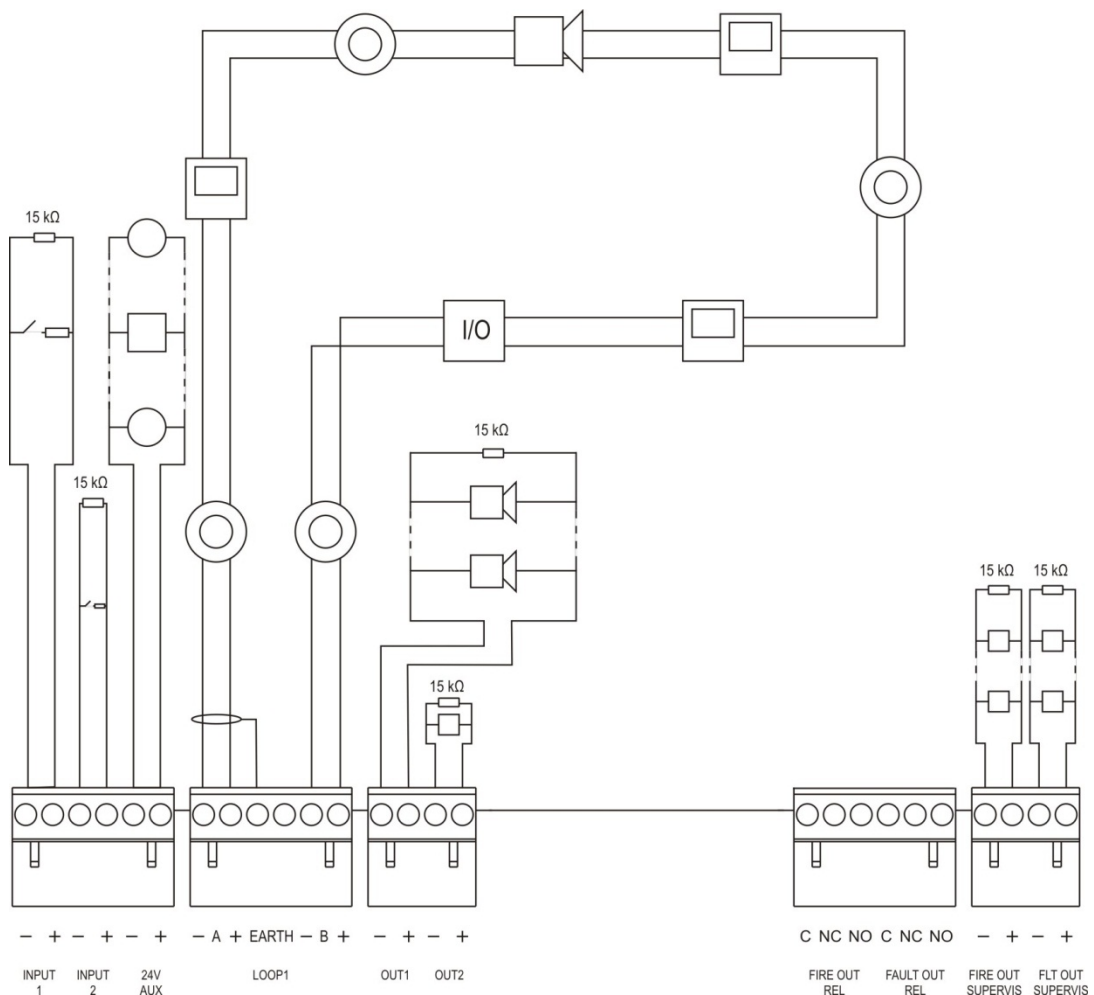 15 kΩ
I/O
15 kΩ
15 kΩ
15 kΩ
15 kΩ 15 kΩ
− + − + − + − A + EARTH − B + − + − + C NC NO C NC NO − + − +
INPUT 1
INPUT 2
24V AUX
LOOP1
OUT1
OUT2
FIRE OUT REL
FAULT OUT REL
FIRE OUT SUPERVIS
FLT OUT SUPERVIS